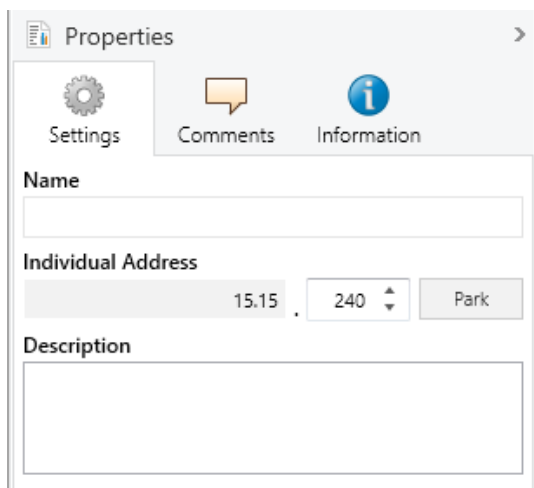 Properties
Settings Comments Information
Name
Individual Address
15.15 . 240 Park
Description